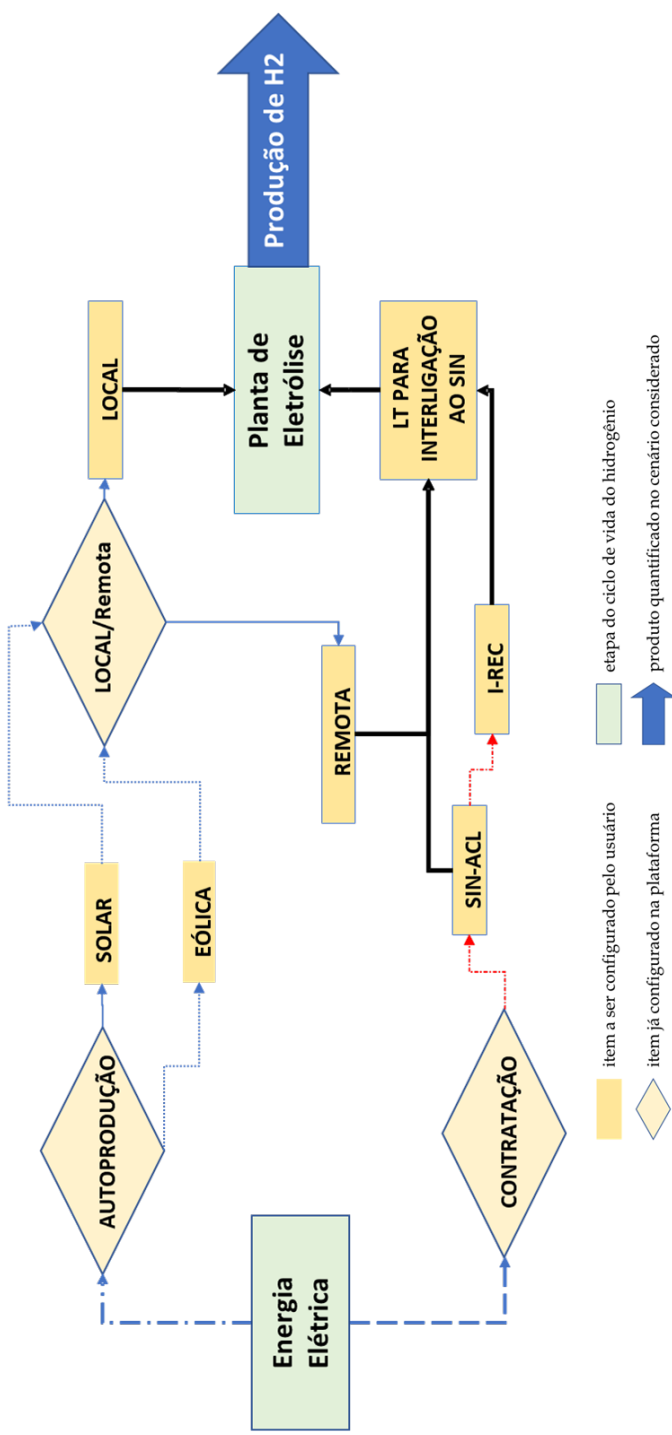 Energia
Elétrica
AUTOPRODUÇÃO
SOLAR
EÓLICA
LOCAL/Remota
LOCAL
REMOTA
CONTRATAÇÃO
SIN-ACL
I-REC
LT PARA
INTERLIGAÇÃO
AO SIN
Planta de
Eletrólise
Produção de H2
item a ser configurado pelo usuário
item já configurado na plataforma
etapa do ciclo de vida do hidrogênio
produto quantificado no cenário considerado